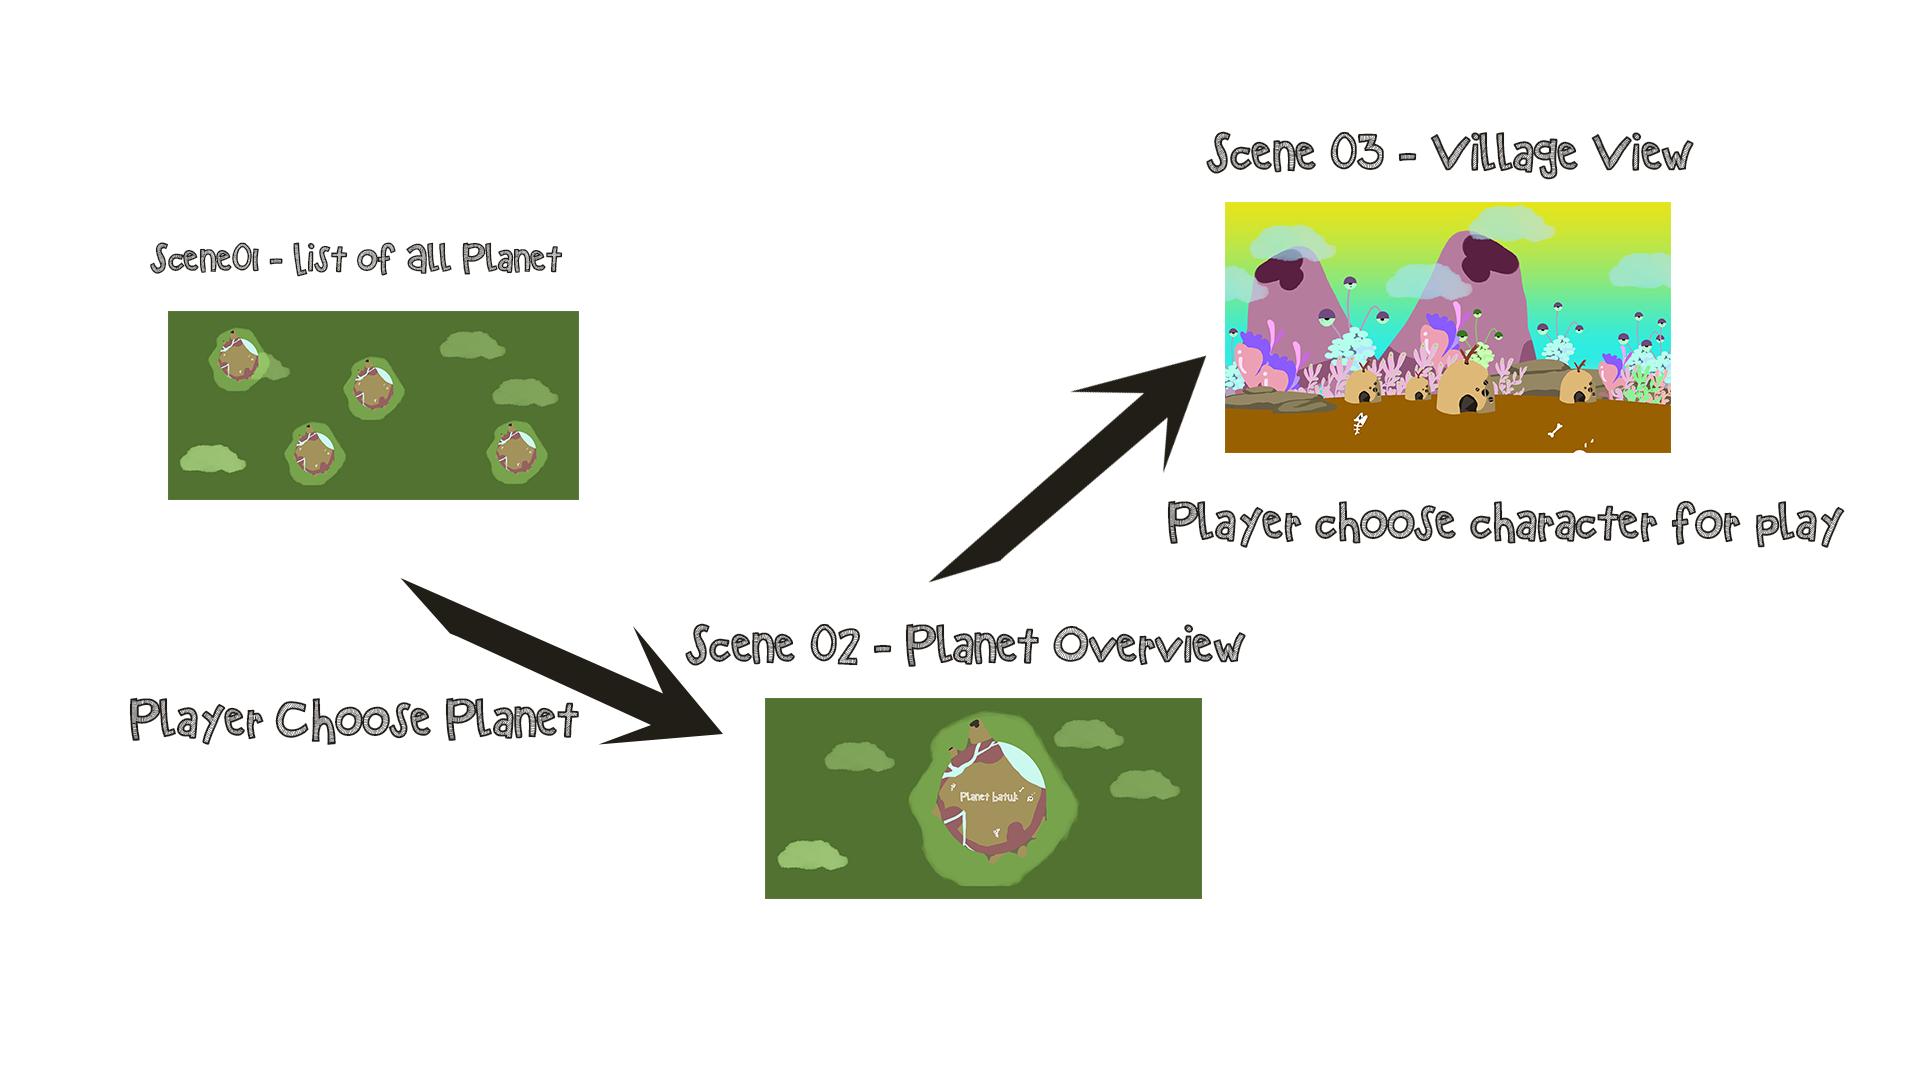 Scene01 - List of all Planet
Player Choose Planet
Scene 02 - Planet Overview
Planet batuk
Scene 03 - Village View
Player choose character for play